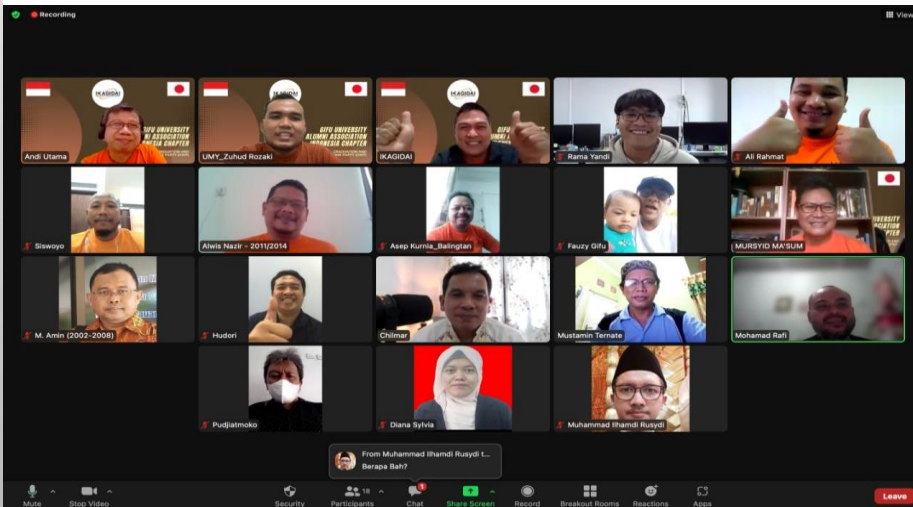 Recording
View
IKAGIDAI
GIFU UNIVERSITY
ALUMNI ASSOCIATION
Andi Utama
UMY_Zuhud Rozaki
IKAGIDAI
Rama Yandi
Ali Rahmat
Siswoyo
Alwis Nazir - 2011/2014
Asep Kurnia_Balingtan
Fauzy Gifu
MURSYID MA'SUM
M. Amin (2002-2008)
Hudori
Chilmar
Mustamin Ternate
Mohamad Rafi
Pudjiatmoko
Diana Sylvia
Muhammad Ilhamdi Rusydi
From Muhammad Ilhamdi Rusydi t...
Berapa Bah?
Mute
Stop Video
Security
Participants
18
Chat
1
Share Screen
Record
Breakout Rooms
Reactions
Apps
Leave